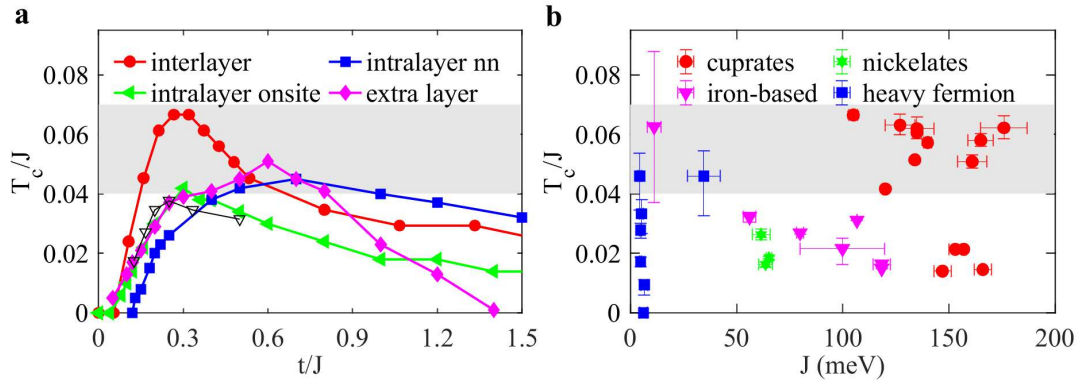 a
interlayer
intralayer nn
intralayer onsite
extra layer
0.08
0.06
0.04
0.02
0
T_c/J
0 0.3 0.6 0.9 1.2 1.5
t/J
b
cuprates
nickelates
iron-based
heavy fermion
0.08
0.06
0.04
0.02
0
T_c/J
0 50 100 150 200
J (meV)